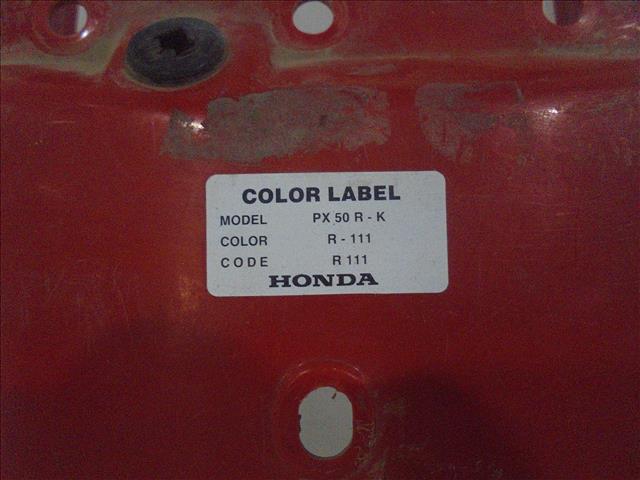 COLOR LABEL
MODEL PX 50 R - K
COLOR R - 111
CODE R 111
HONDA